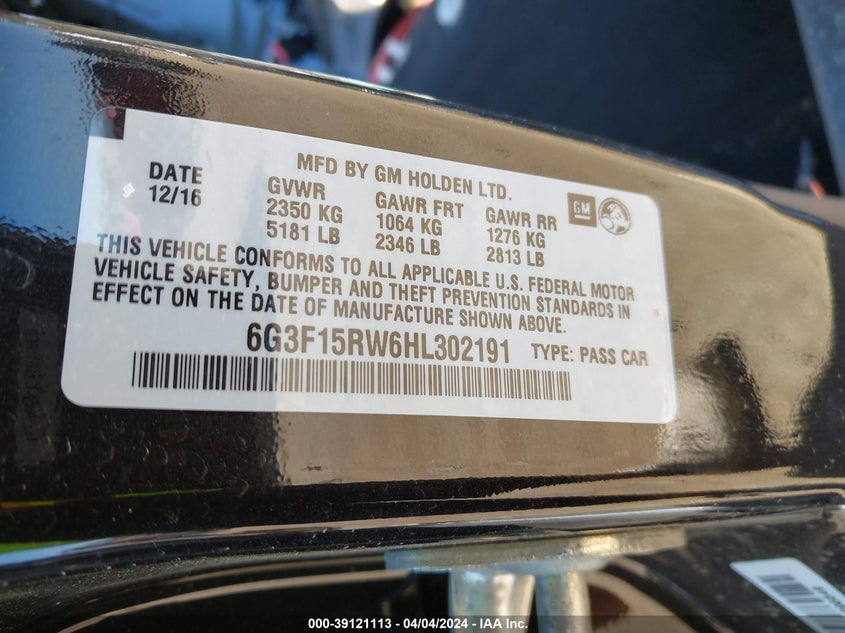 MFD BY GM HOLDEN LTD.
DATE
12/16
GVWR
2350 KG
5181 LB
GAWR FRT
1064 KG
2346 LB
GAWR RR
1276 KG
2813 LB
GM
THIS VEHICLE CONFORMS TO ALL APPLICABLE U.S. FEDERAL MOTOR
VEHICLE SAFETY, BUMPER AND THEFT PREVENTION STANDARDS IN
EFFECT ON THE DATE OF MANUFACTURE SHOWN ABOVE.
6G3F15RW6HL302191 TYPE: PASS CAR
000-39121113 - 04/04/2024 - IAA Inc.